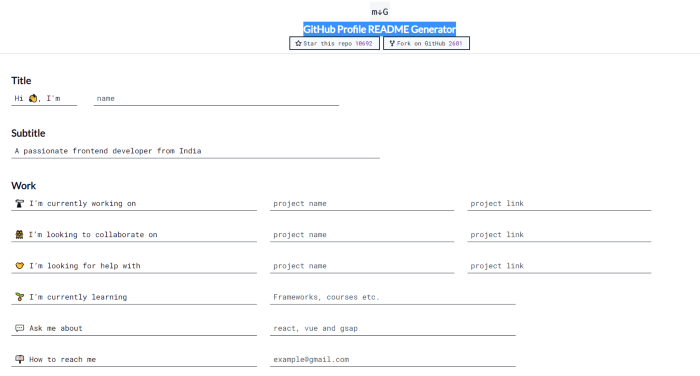 m↓G
GitHub Profile README Generator
Star this repo 10692 Fork on GitHub 2681
Title
Hi 👋, I'm name
Subtitle
A passionate frontend developer from India
Work
🔭 I'm currently working on project name project link
👯 I'm looking to collaborate on project name project link
🤝 I'm looking for help with project name project link
🌱 I'm currently learning Frameworks, courses etc.
💬 Ask me about react, vue and gsap
📫 How to reach me example@gmail.com